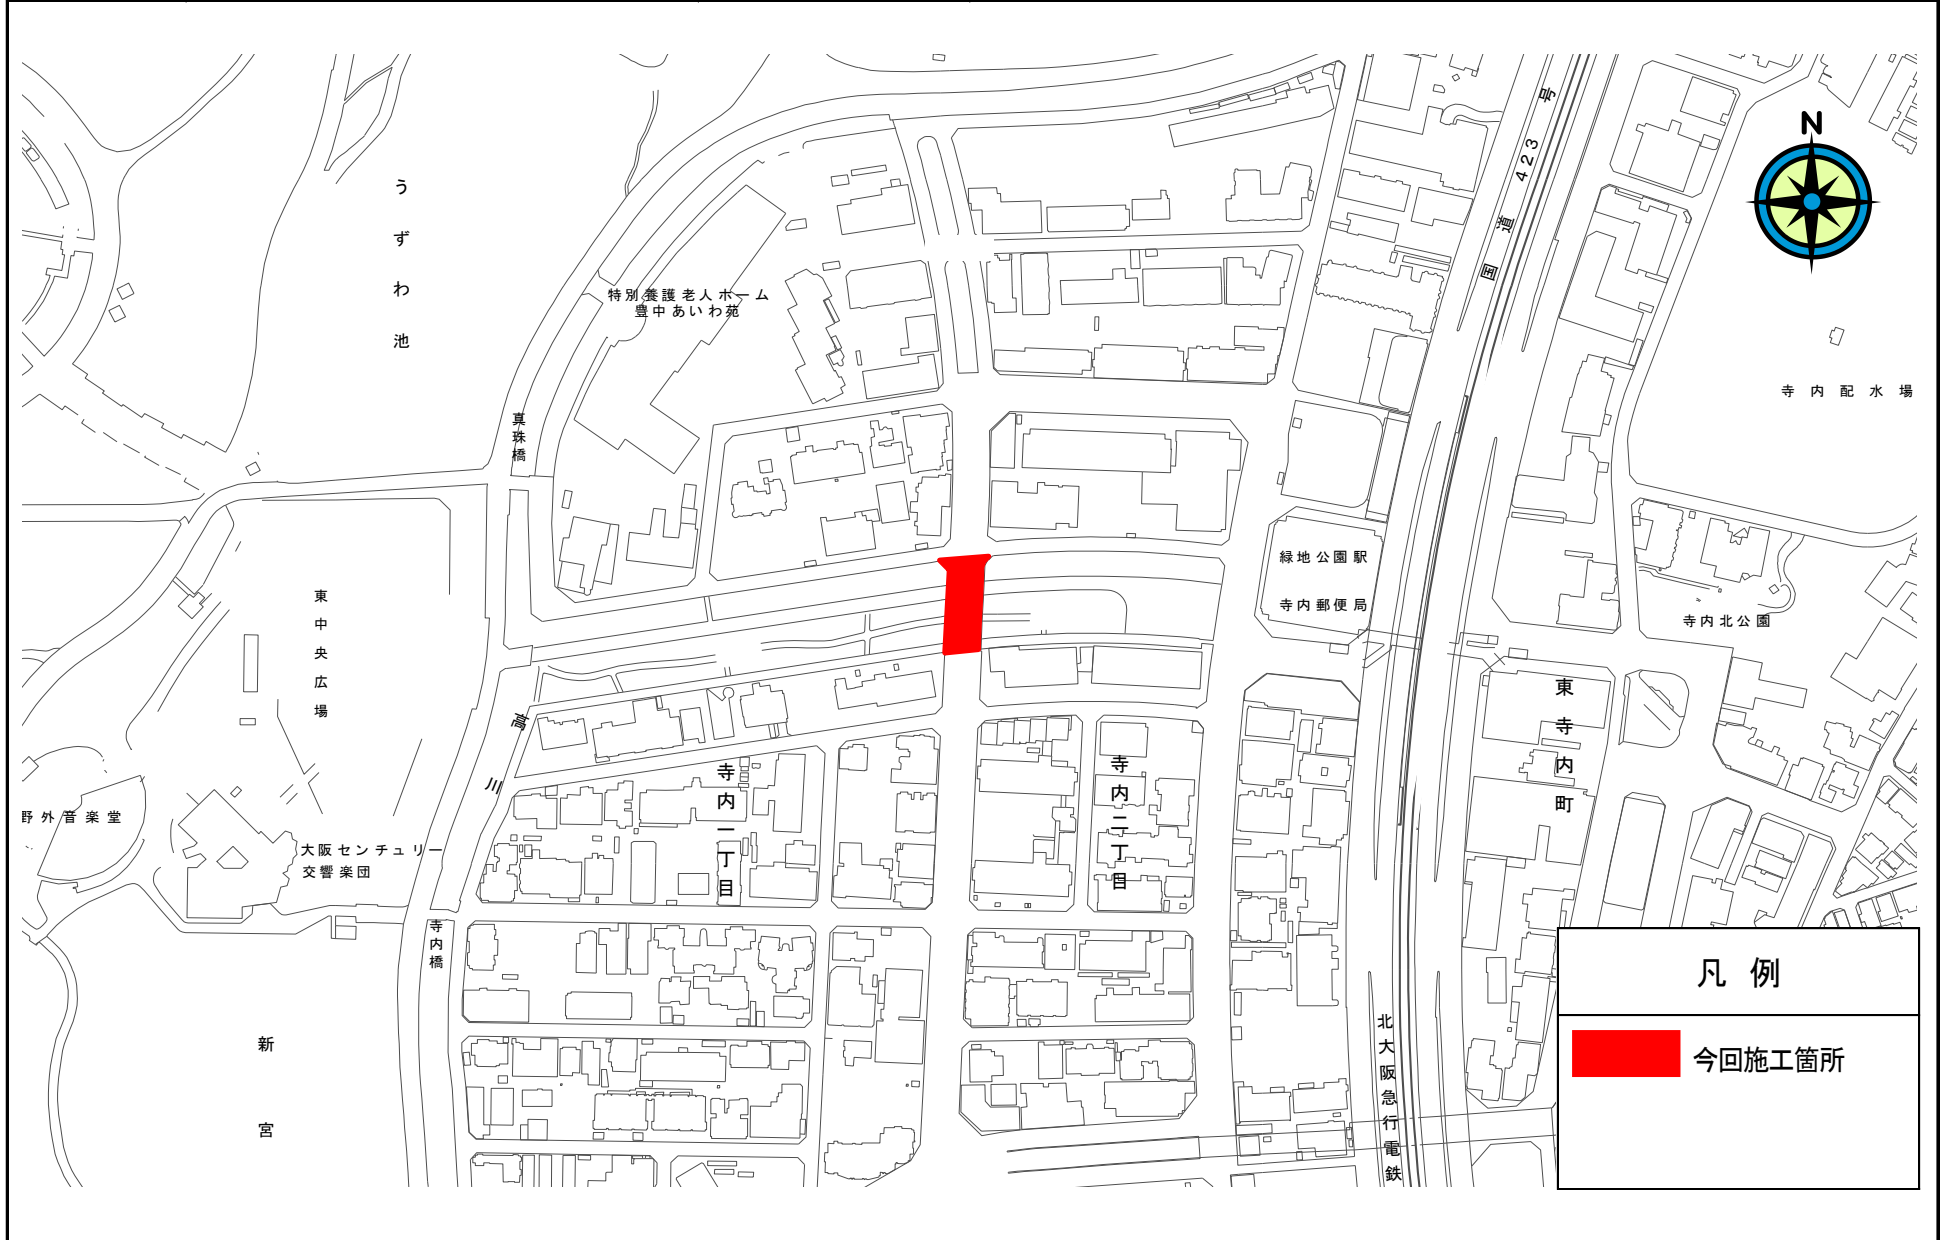 N
国道423号
うずわ池
特別養護老人ホーム
豊中あいわ苑
真珠橋
寺内配水場
緑地公園駅
寺内郵便局
寺内北公園
東中央広場
高川
東寺内町
寺内一丁目
寺内二丁目
野外音楽堂
大阪センチュリー
交響楽団
寺内橋
新宮
北大阪急行電鉄
凡例
今回施工箇所